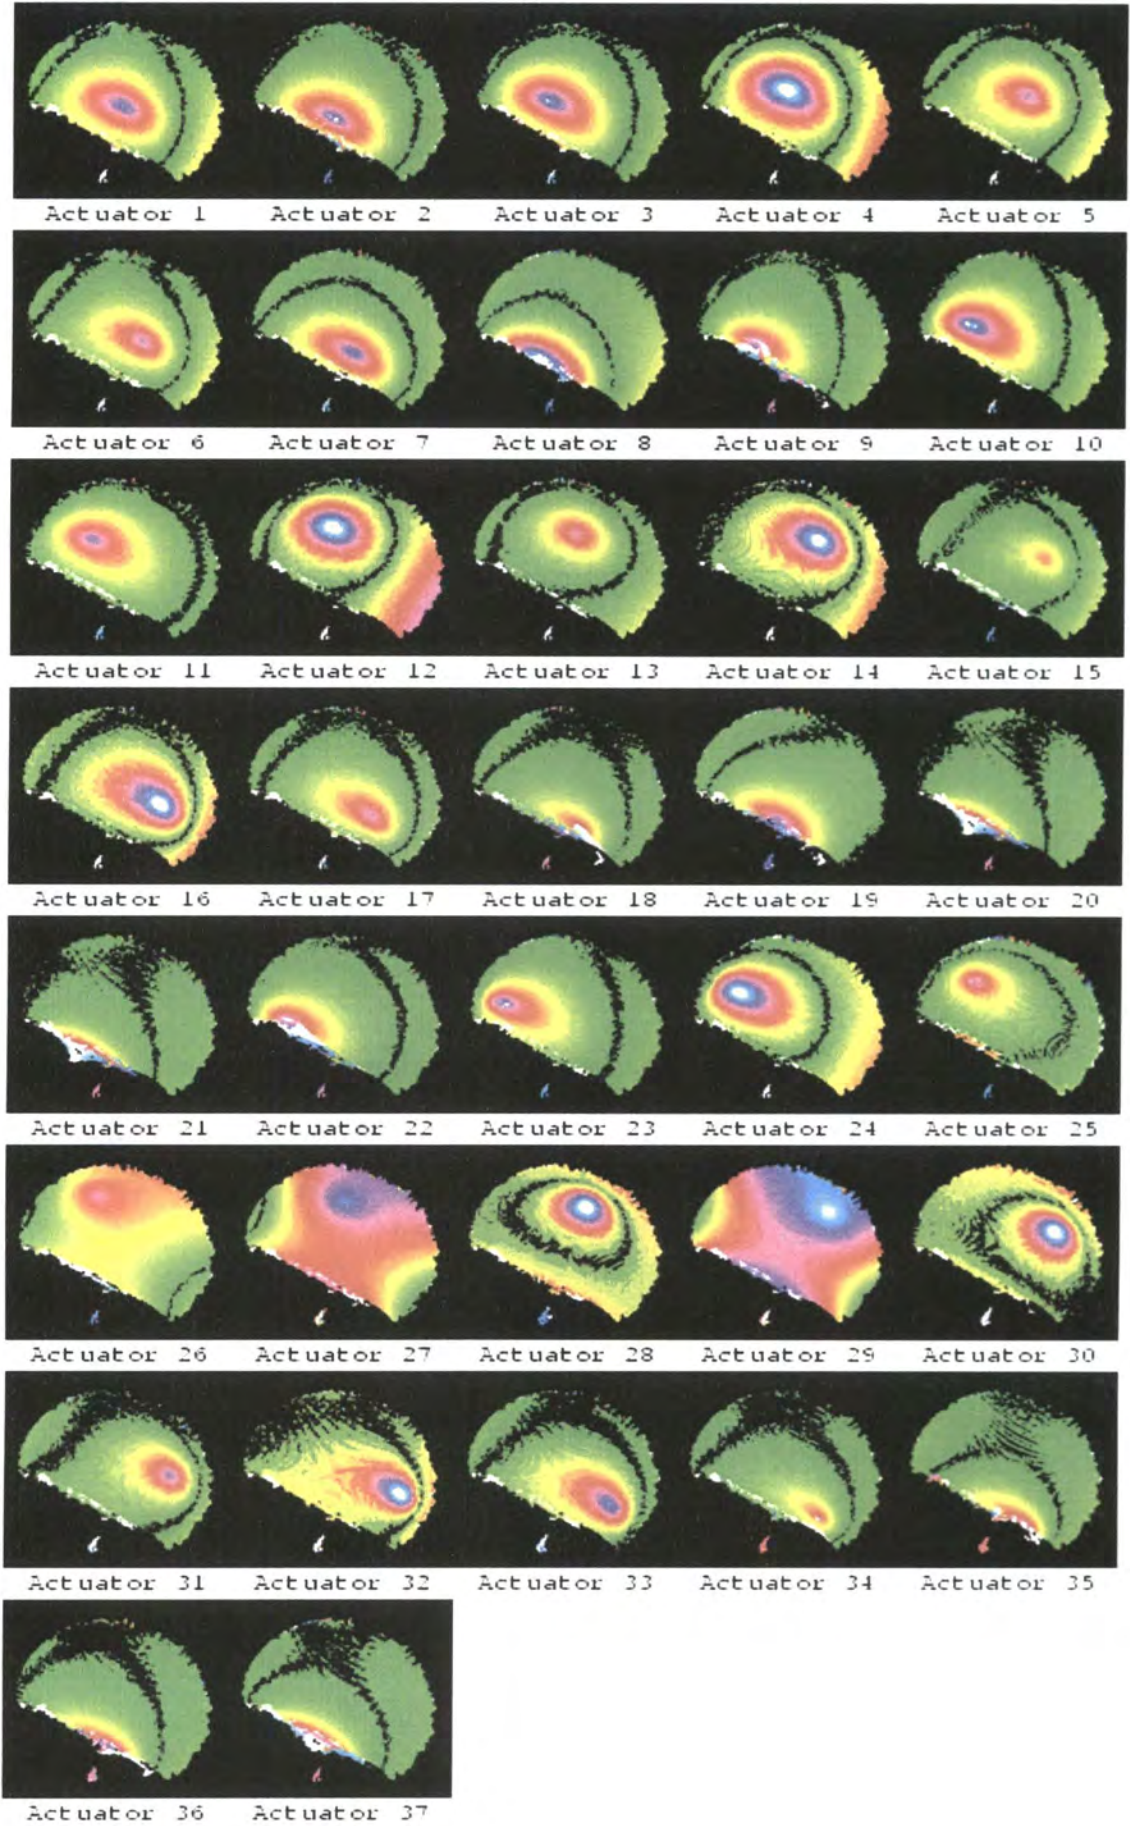 Actuator 1 Actuator 2 Actuator 3 Actuator 4 Actuator 5
Actuator 6 Actuator 7 Actuator 8 Actuator 9 Actuator 10
Actuator 11 Actuator 12 Actuator 13 Actuator 14 Actuator 15
Actuator 16 Actuator 17 Actuator 18 Actuator 19 Actuator 20
Actuator 21 Actuator 22 Actuator 23 Actuator 24 Actuator 25
Actuator 26 Actuator 27 Actuator 28 Actuator 29 Actuator 30
Actuator 31 Actuator 32 Actuator 33 Actuator 34 Actuator 35
Actuator 36 Actuator 37